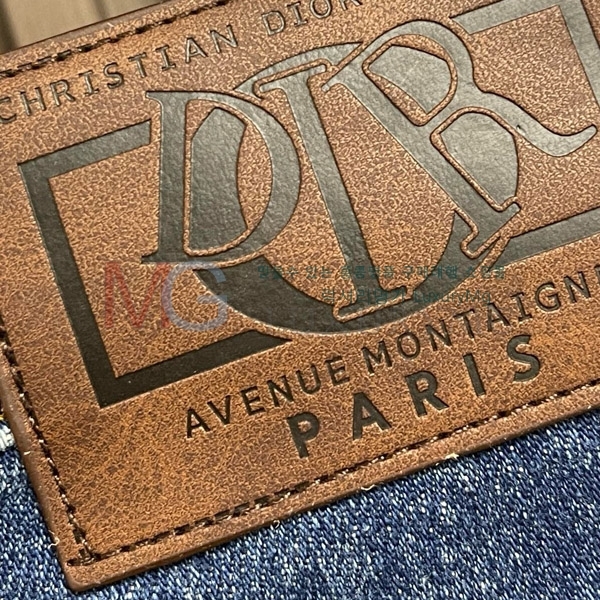 CHRISTIAN DIOR
DIOR
MG
AVENUE MONTAIGNE
PARIS